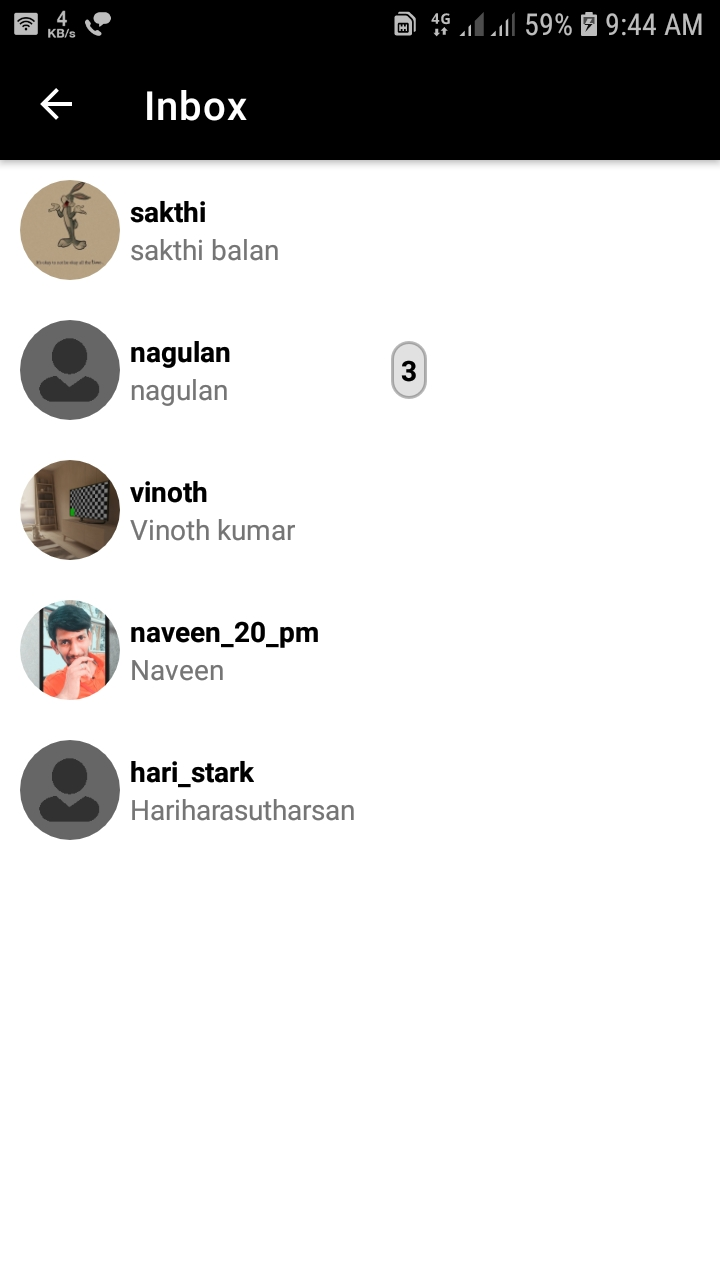 4
KB/s
4G
59%
9:44 AM
Inbox
sakthi
sakthi balan
nagulan
nagulan
3
vinoth
Vinoth kumar
naveen_20_pm
Naveen
hari_stark
Hariharasutharsan